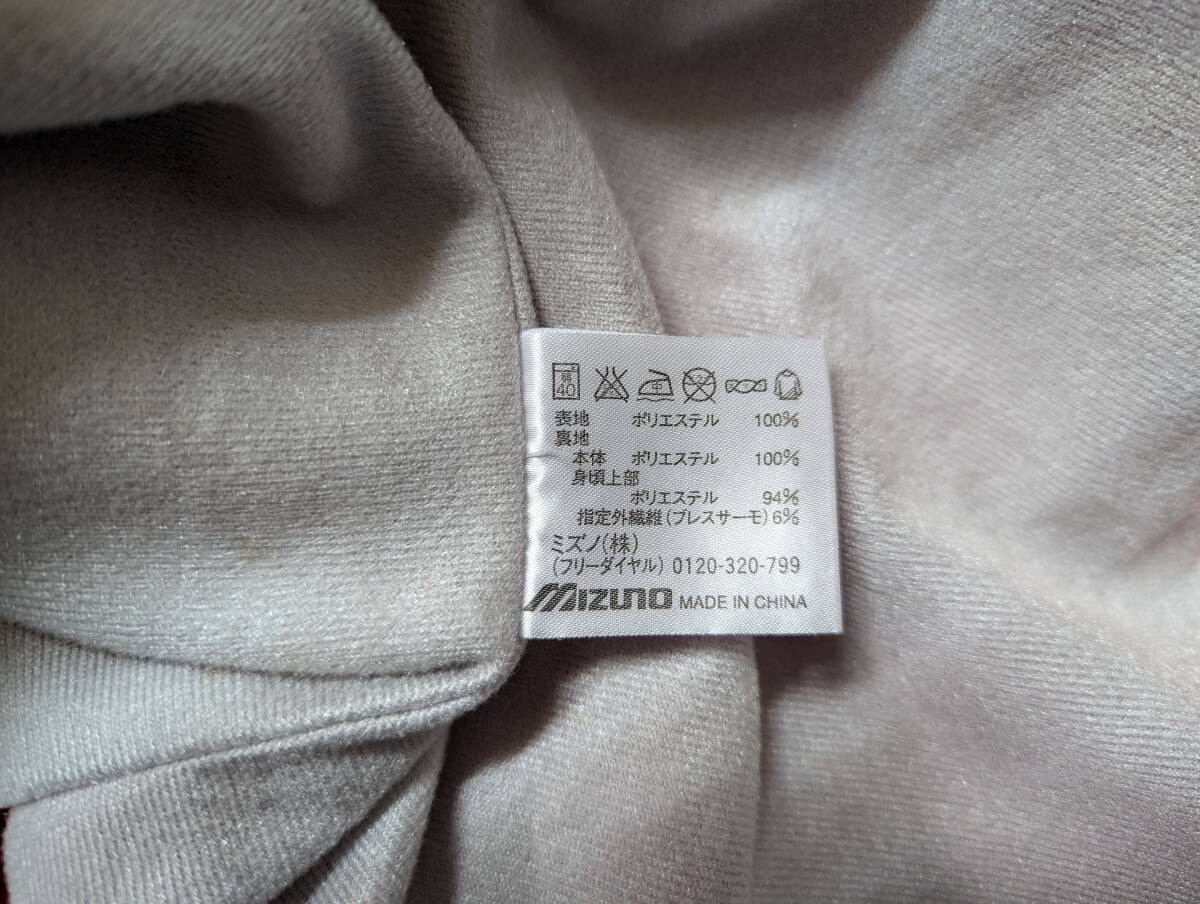 弱
40
中
表地 ポリエステル 100%
裏地
本体 ポリエステル 100%
身頃上部
ポリエステル 94%
指定外繊維(ブレスサーモ)6%
ミズノ(株)
(フリーダイヤル) 0120-320-799
MIZUNO MADE IN CHINA